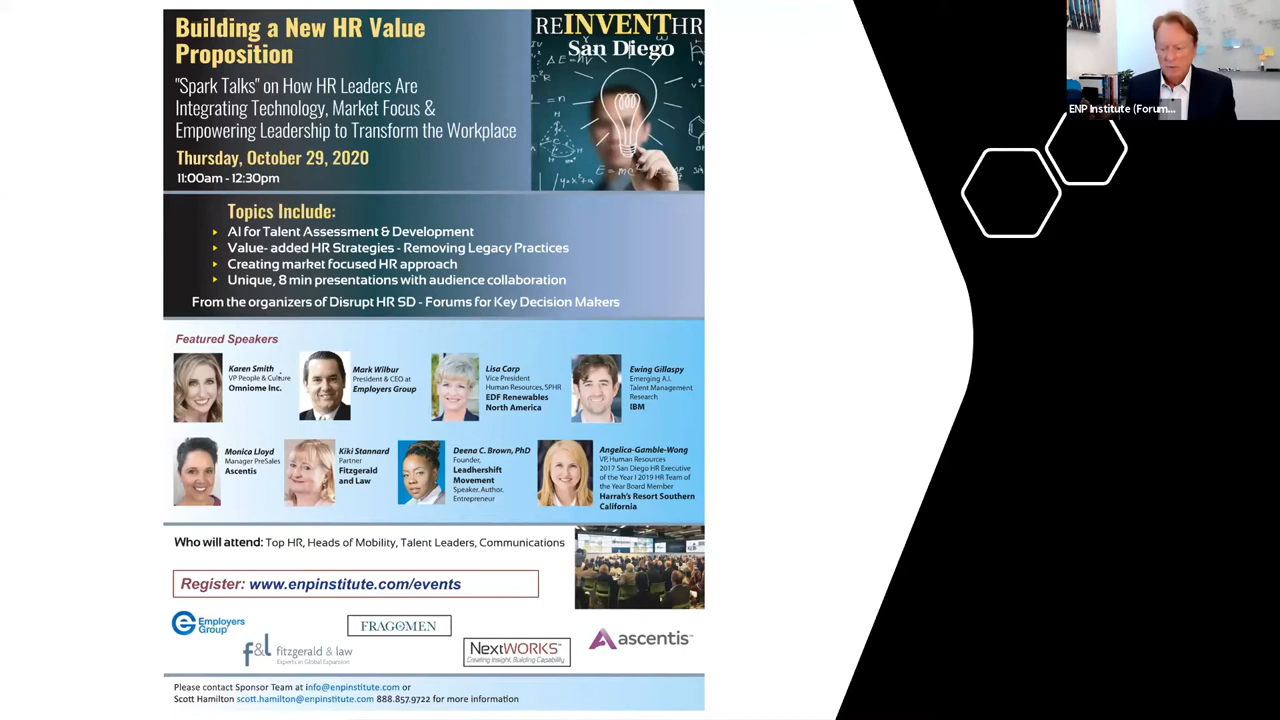 Building a New HR Value
Proposition
"Spark Talks" on How HR Leaders Are
Integrating Technology, Market Focus &
Empowering Leadership to Transform the Workplace
Thursday, October 29, 2020
11:00am - 12:30pm
REINVENTHR
San Diego
Topics Include:
AI for Talent Assessment & Development
Value- added HR Strategies - Removing Legacy Practices
Creating market focused HR approach
Unique, 8 min presentations with audience collaboration
From the organizers of Disrupt HR SD - Forums for Key Decision Makers
Featured Speakers
Karen Smith
VP People & Culture
Omniome Inc.
Mark Wilbur
President & CEO at
Employers Group
Lisa Carp
Vice President
Human Resources, SPHR
EDF Renewables
North America
Ewing Gillaspy
Emerging A.I.
Talent Management
Research
IBM
Monica Lloyd
Manager PreSales
Ascentis
Kiki Stannard
Partner
Fitzgerald
and Law
Deena C. Brown, PhD
Founder,
Leadhershift
Movement
Speaker, Author,
Entrepreneur
Angelica-Gamble-Wong
VP, Human Resources
2017 San Diego HR Executive
of the Year I 2019 HR Team of
the Year Board Member
Harrah's Resort Southern
California
Who will attend: Top HR, Heads of Mobility, Talent Leaders, Communications
Register: www.enpinstitute.com/events
Employers
Group
FRAGOMEN
f&l fitzgerald & law
Experts in Global Expansion
NextWORKS™
Creating Insight, Building Capability
ascentis™
Please contact Sponsor Team at info@enpinstitute.com or
Scott Hamilton scott.hamilton@enpinstitute.com 888.857.9722 for more information
ENP Institute (Forum...